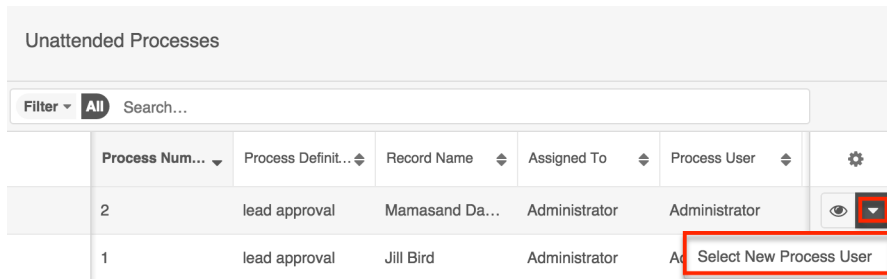 Unattended Processes
Filter All Search...
Process Num... Process Definit... Record Name Assigned To Process User
2 lead approval Mamasand Da... Administrator Administrator
1 lead approval Jill Bird Administrator
Select New Process User